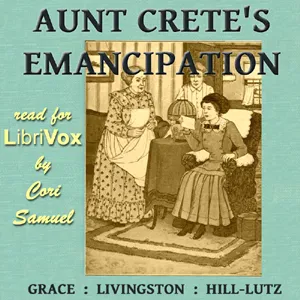 AUNT CRETE'S
EMANCIPATION
read for
LibriVox
by
Cori
Samuel
GRACE : LIVINGSTON : HILL-LUTZ